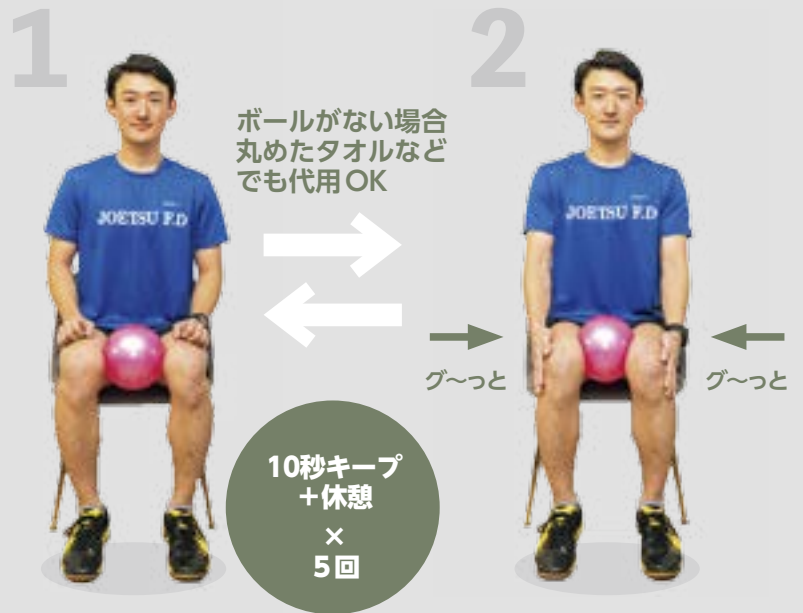 1
2
ボールがない場合
丸めたタオルなど
でも代用OK
JOETSU F.D
JOETSU F.D
グ〜っと
グ〜っと
10秒キープ
＋休憩
×
5回